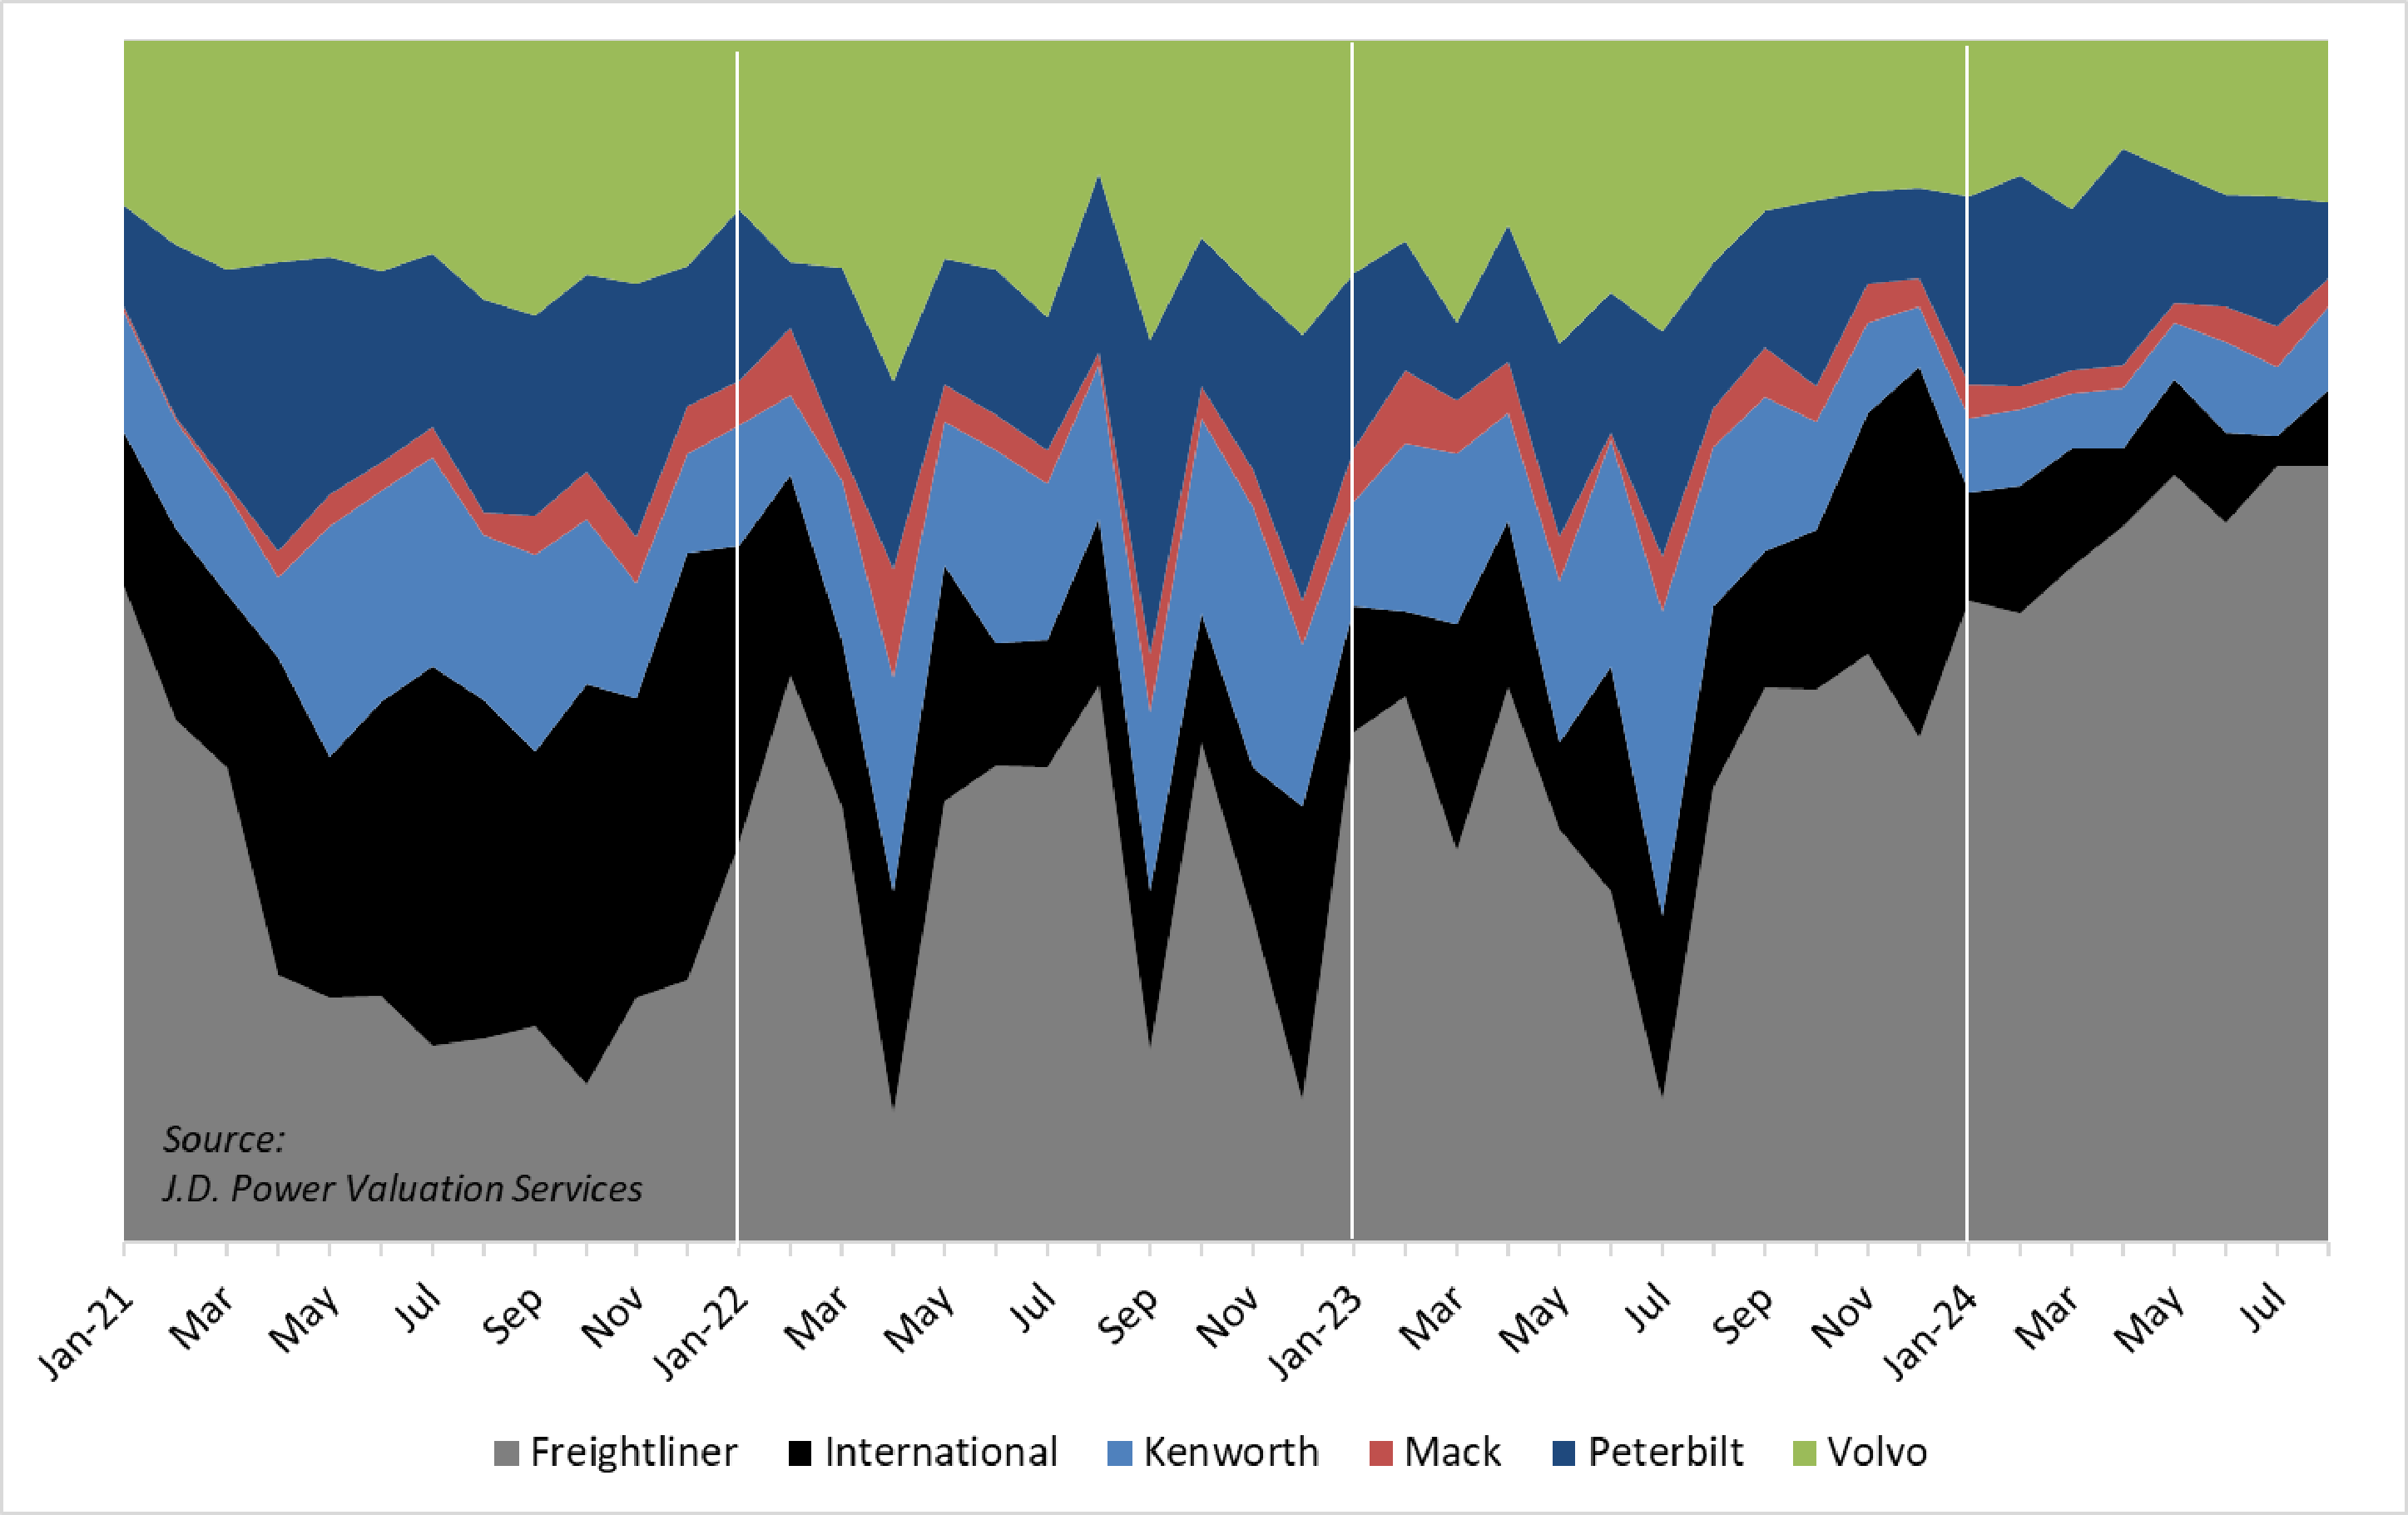 Source:
J.D. Power Valuation Services
Jan-21 Mar May Jul Sep Nov Jan-22 Mar May Jul Sep Nov Jan-23 Mar May Jul Sep Nov Jan-24 Mar May Jul
Freightliner International Kenworth Mack Peterbilt Volvo